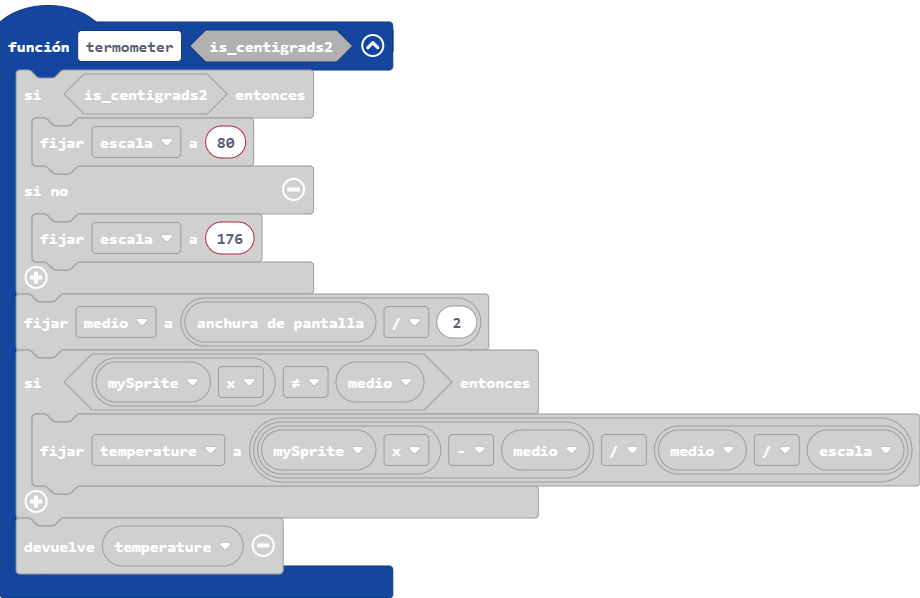 función termometer is_centigrads2
si is_centigrads2 entonces
fijar escala a 80
si no
fijar escala a 176
fijar medio a anchura de pantalla / 2
si mySprite x ≠ medio entonces
fijar temperature a mySprite x - medio / medio / escala
devuelve temperature